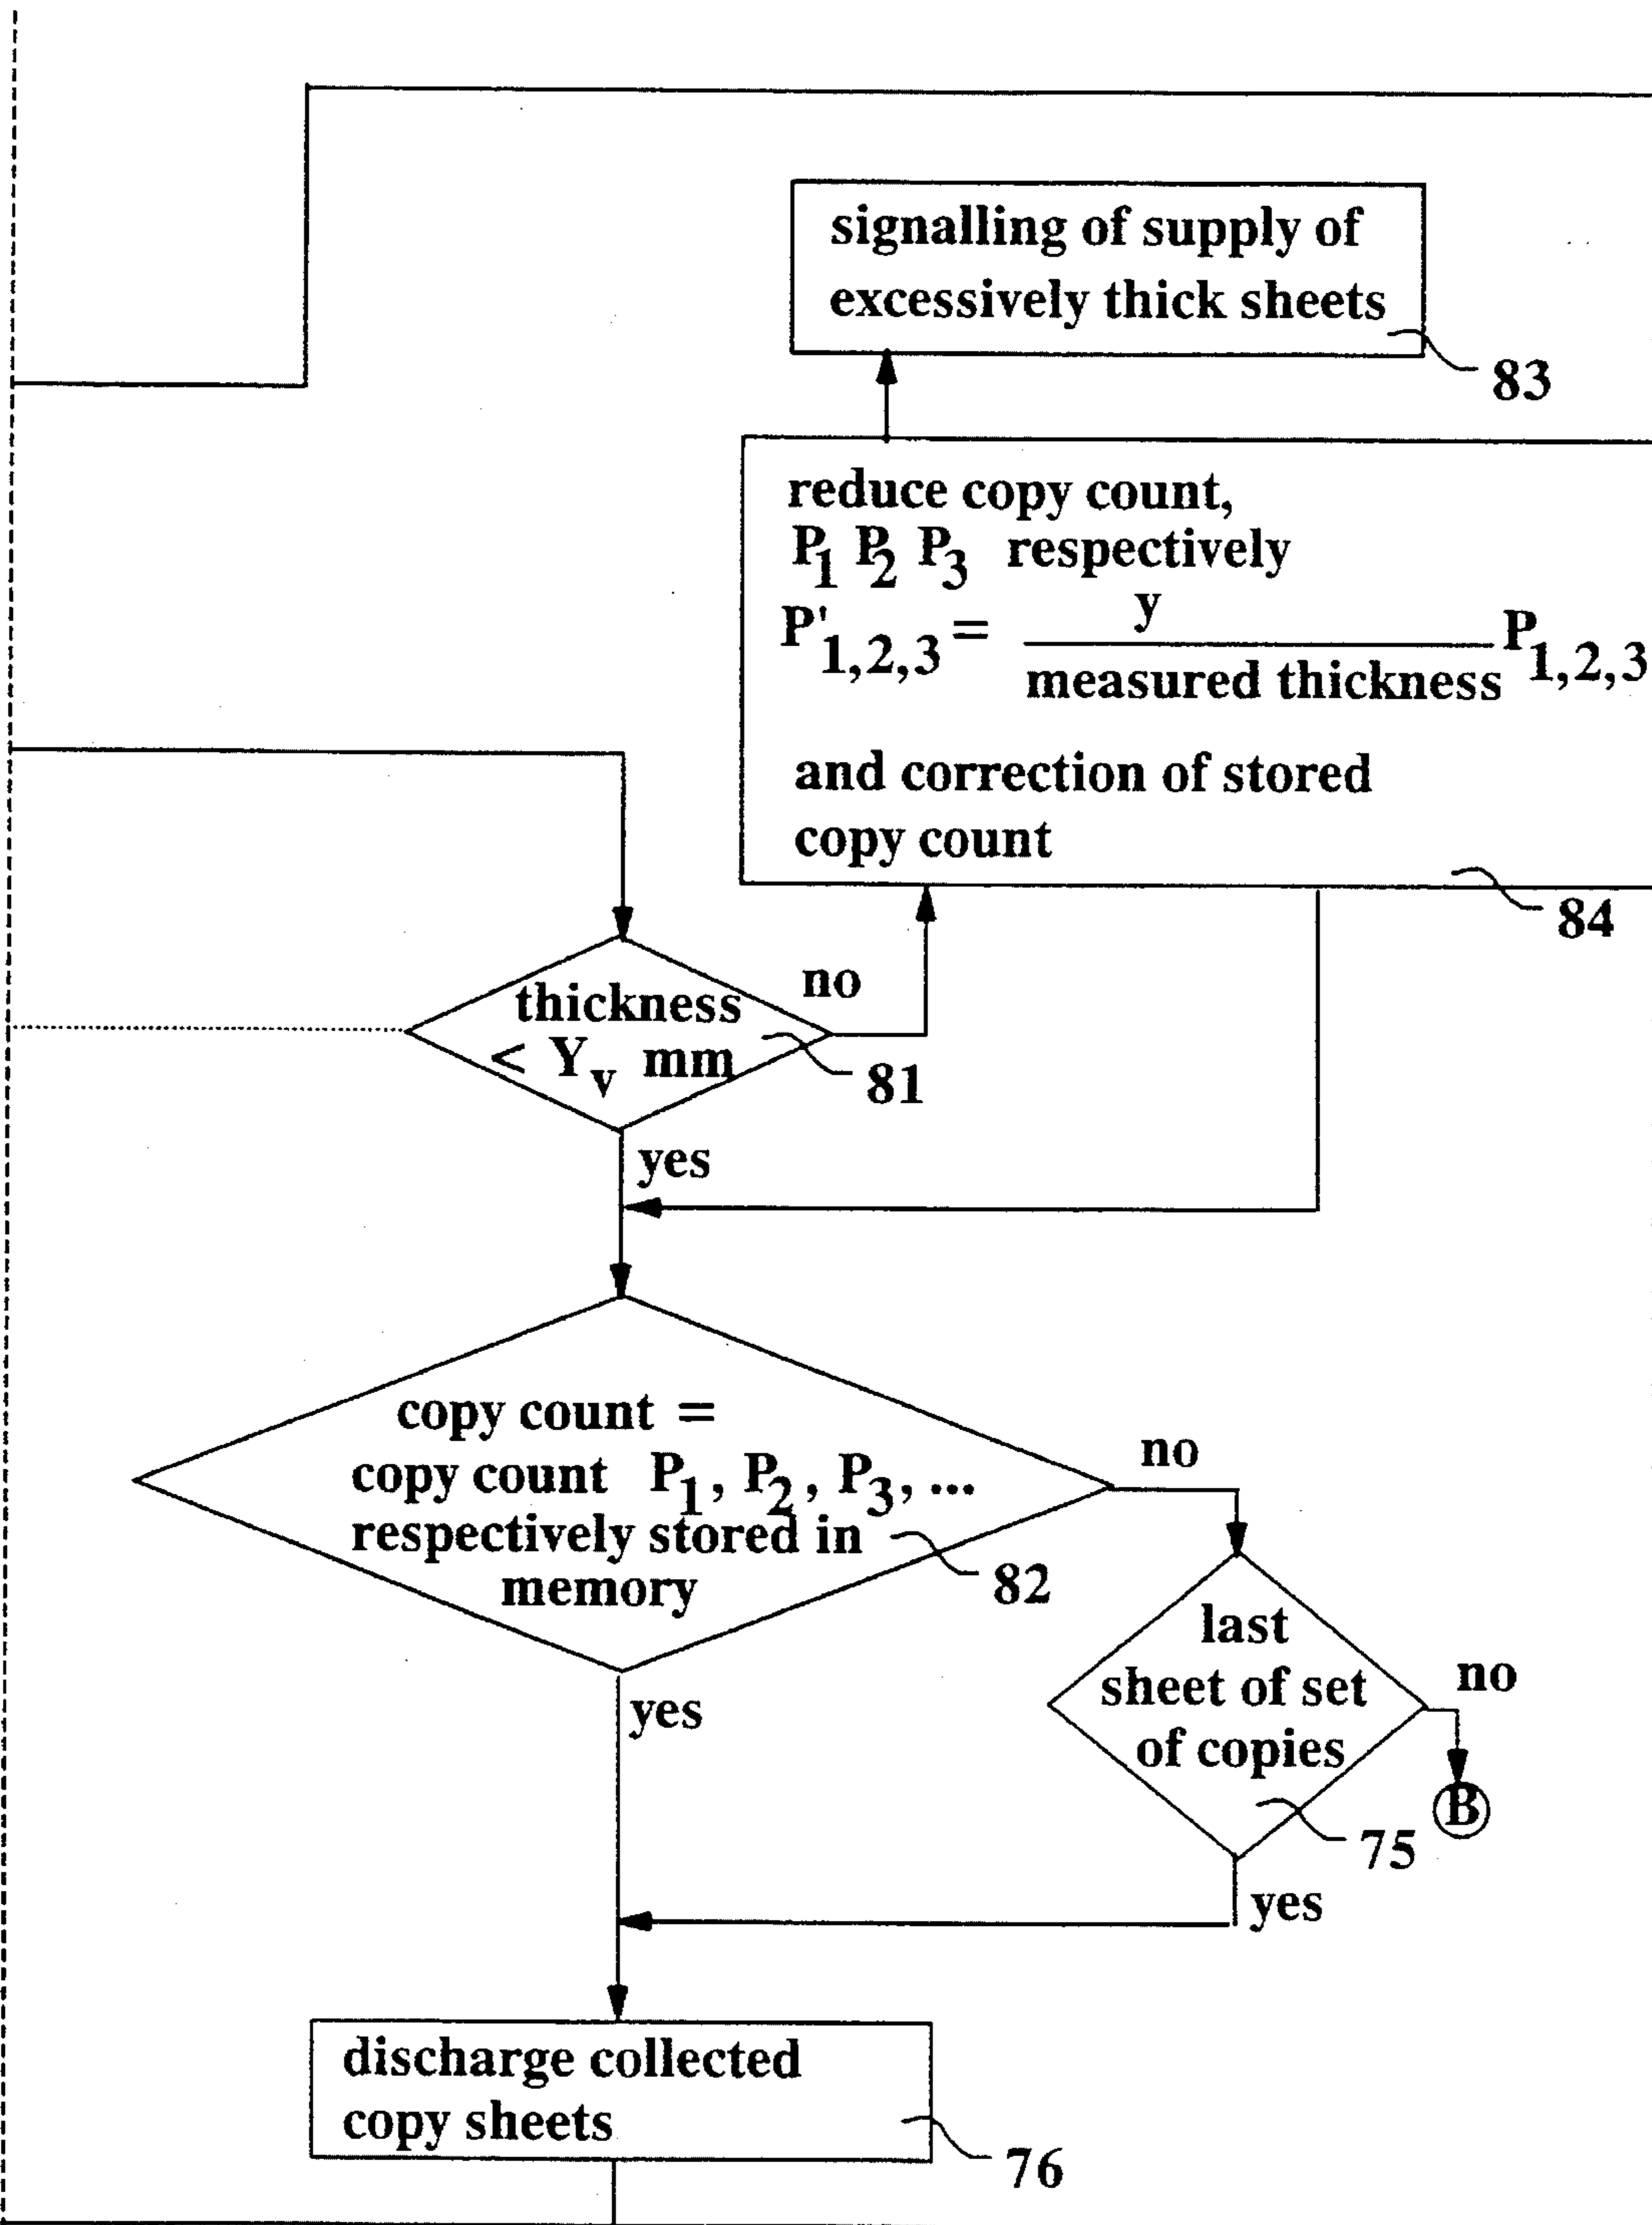 signalling of supply of
excessively thick sheets
83
reduce copy count,
P1 P2 P3 respectively
P'1,2,3 = y / measured thickness P1,2,3
and correction of stored
copy count
84
thickness
< Yv mm
81
no
yes
copy count =
copy count P1, P2, P3, ...
respectively stored in
memory
82
no
yes
last
sheet of set
of copies
75
no
B
yes
discharge collected
copy sheets
76